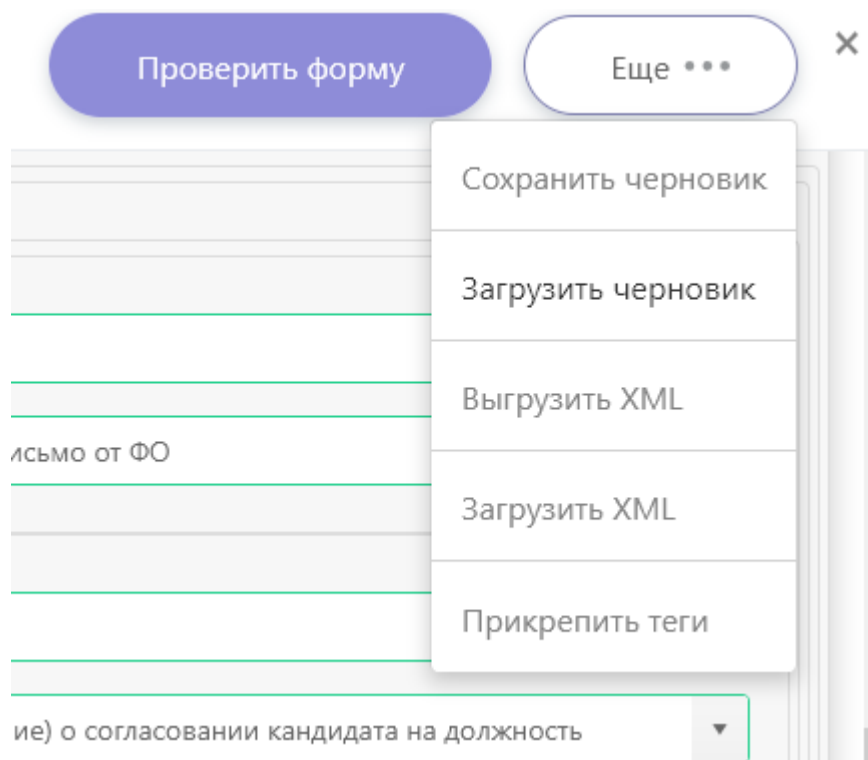 Проверить форму
Еще •••
×
Сохранить черновик
Загрузить черновик
Выгрузить XML
исьмо от ФО
Загрузить XML
Прикрепить теги
ие) о согласовании кандидата на должность